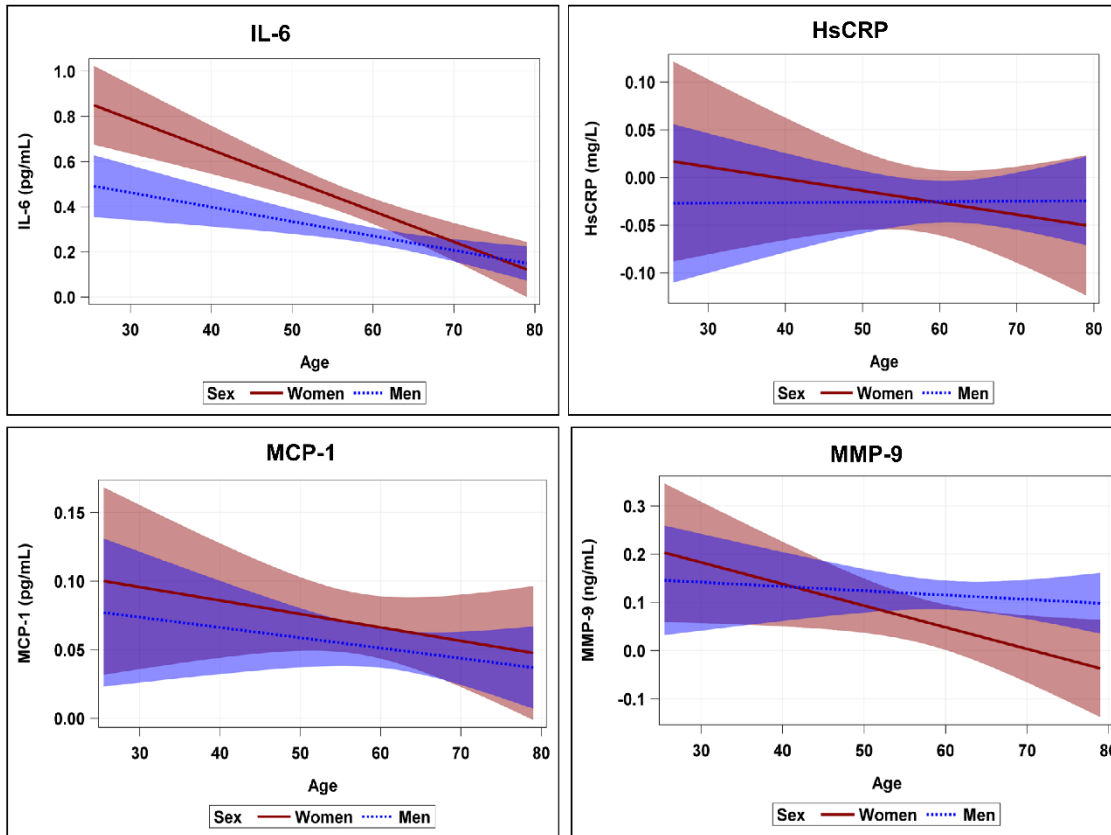 IL-6
1.0
0.8
0.6
0.4
0.2
0.0
IL-6 (pg/mL)
30 40 50 60 70 80
Age
Sex Women Men
HsCRP
0.10
0.05
0.00
-0.05
-0.10
HsCRP (mg/L)
30 40 50 60 70 80
Age
Sex Women Men
MCP-1
0.15
0.10
0.05
0.00
MCP-1 (pg/mL)
30 40 50 60 70 80
Age
Sex Women Men
MMP-9
0.3
0.2
0.1
0.0
-0.1
MMP-9 (ng/mL)
30 40 50 60 70 80
Age
Sex Women Men